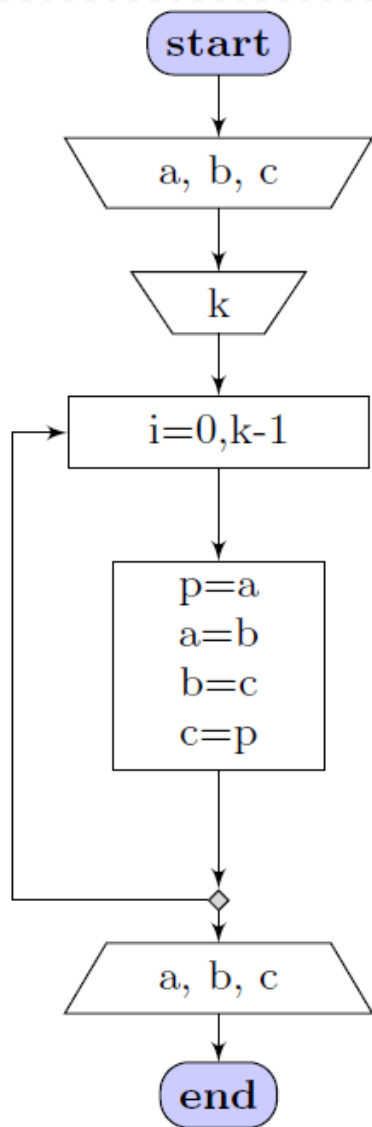 start
a, b, c
k
i=0,k-1
p=a
a=b
b=c
c=p
a, b, c
end